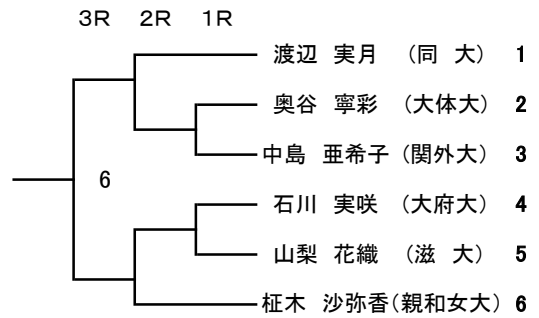 3R 2R 1R
渡辺 実月 (同 大) 1
奥谷 寧彩 (大体大) 2
中島 亜希子 (関外大) 3
6
石川 実咲 (大府大) 4
山梨 花織 (滋 大) 5
柾木 沙弥香(親和女大) 6